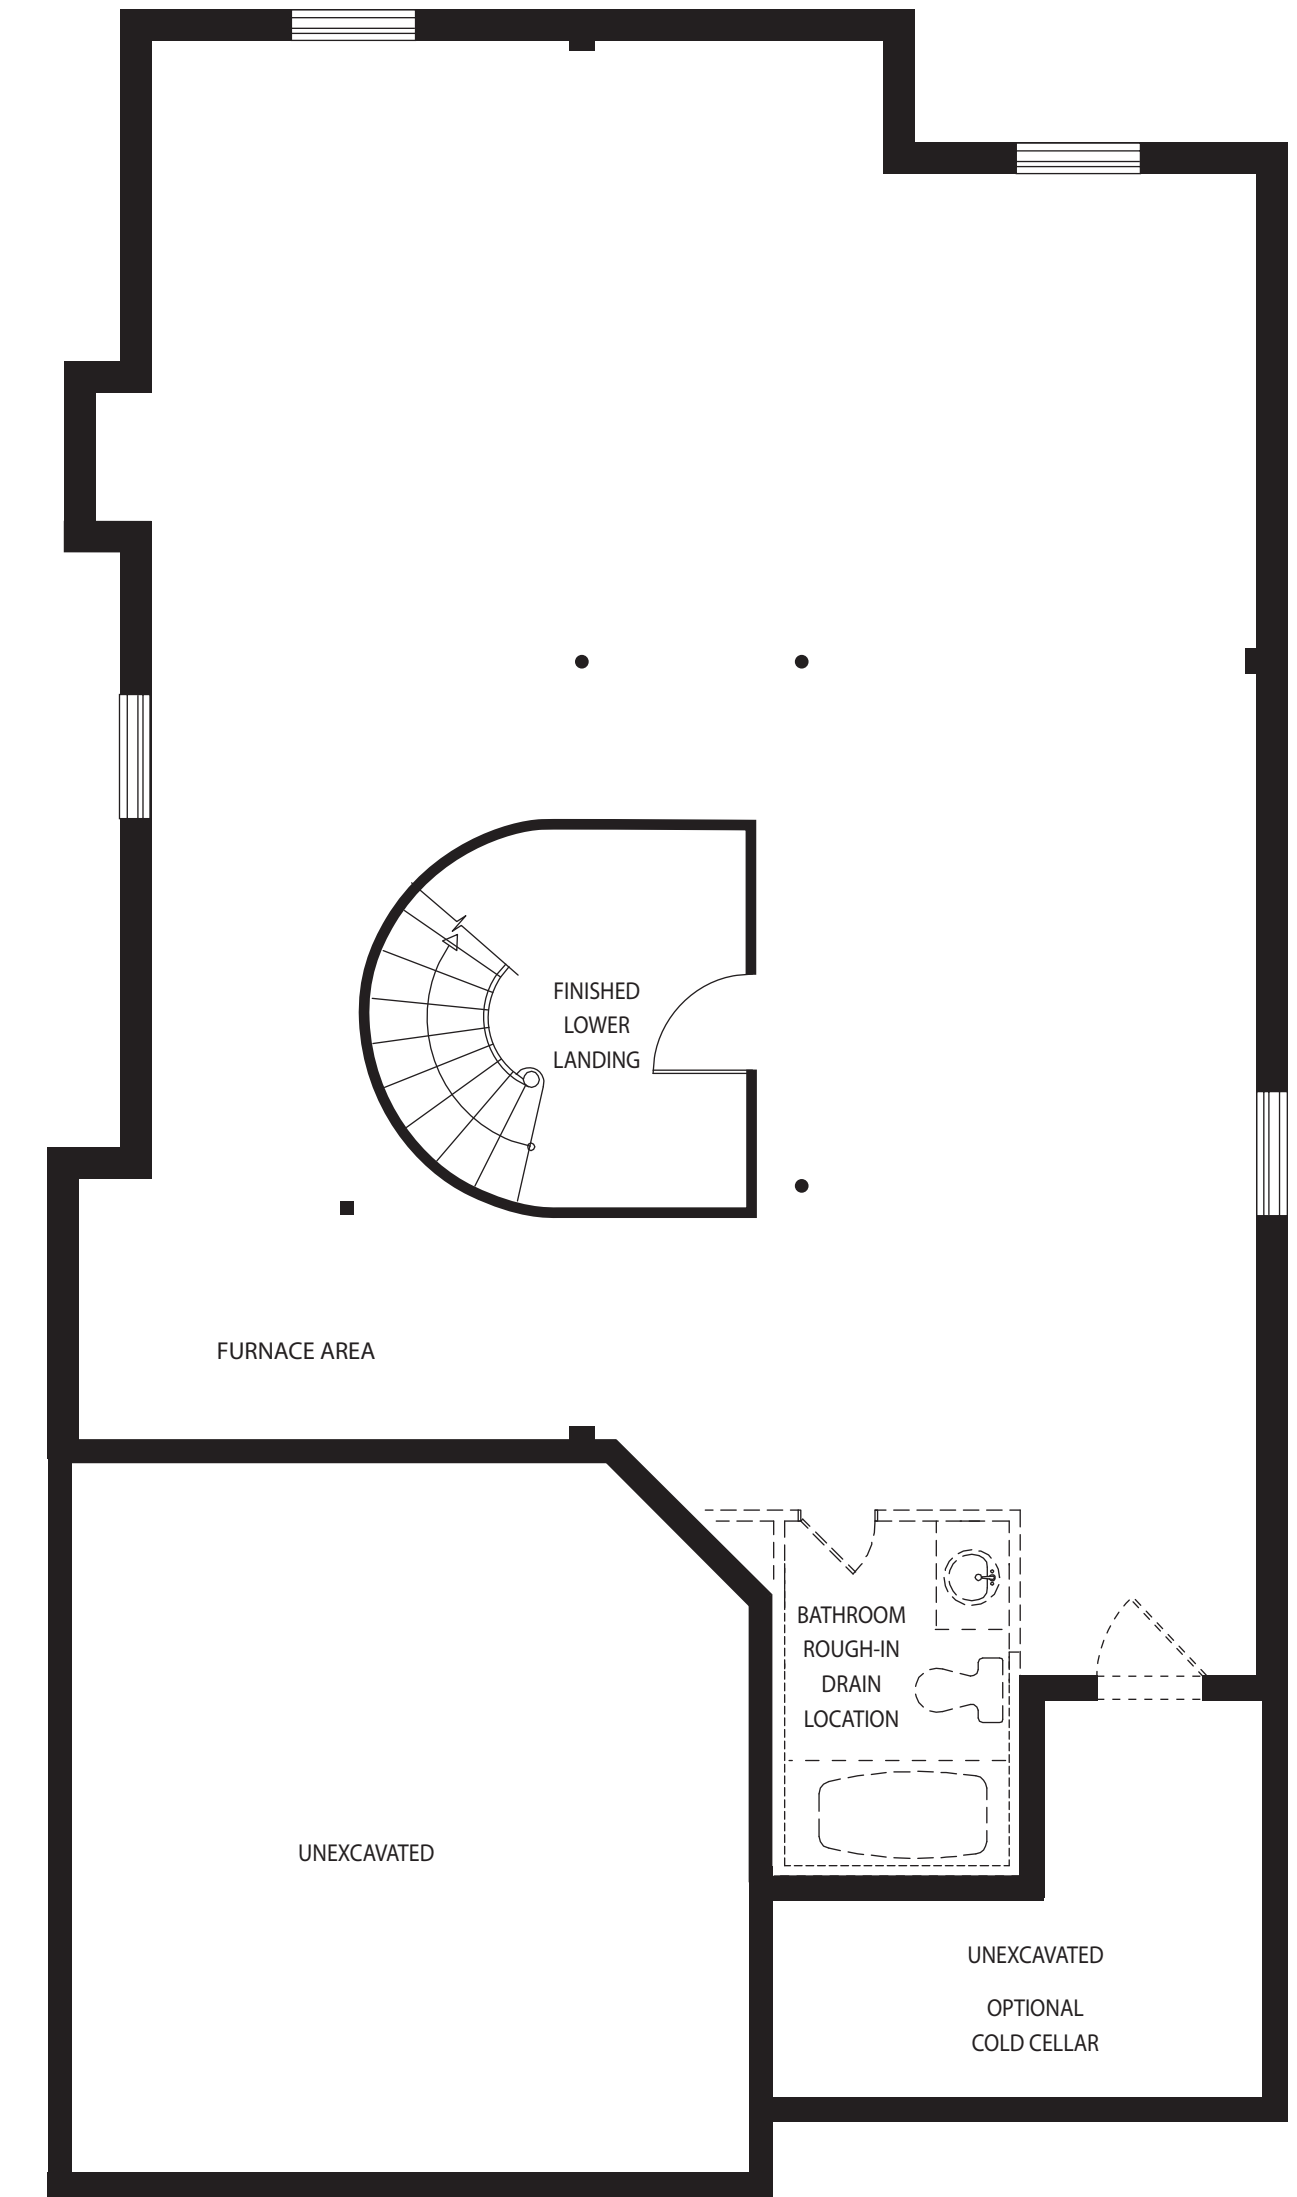 FINISHED
LOWER
LANDING
FURNACE AREA
BATHROOM
ROUGH-IN
DRAIN
LOCATION
UNEXCAVATED
UNEXCAVATED
OPTIONAL
COLD CELLAR